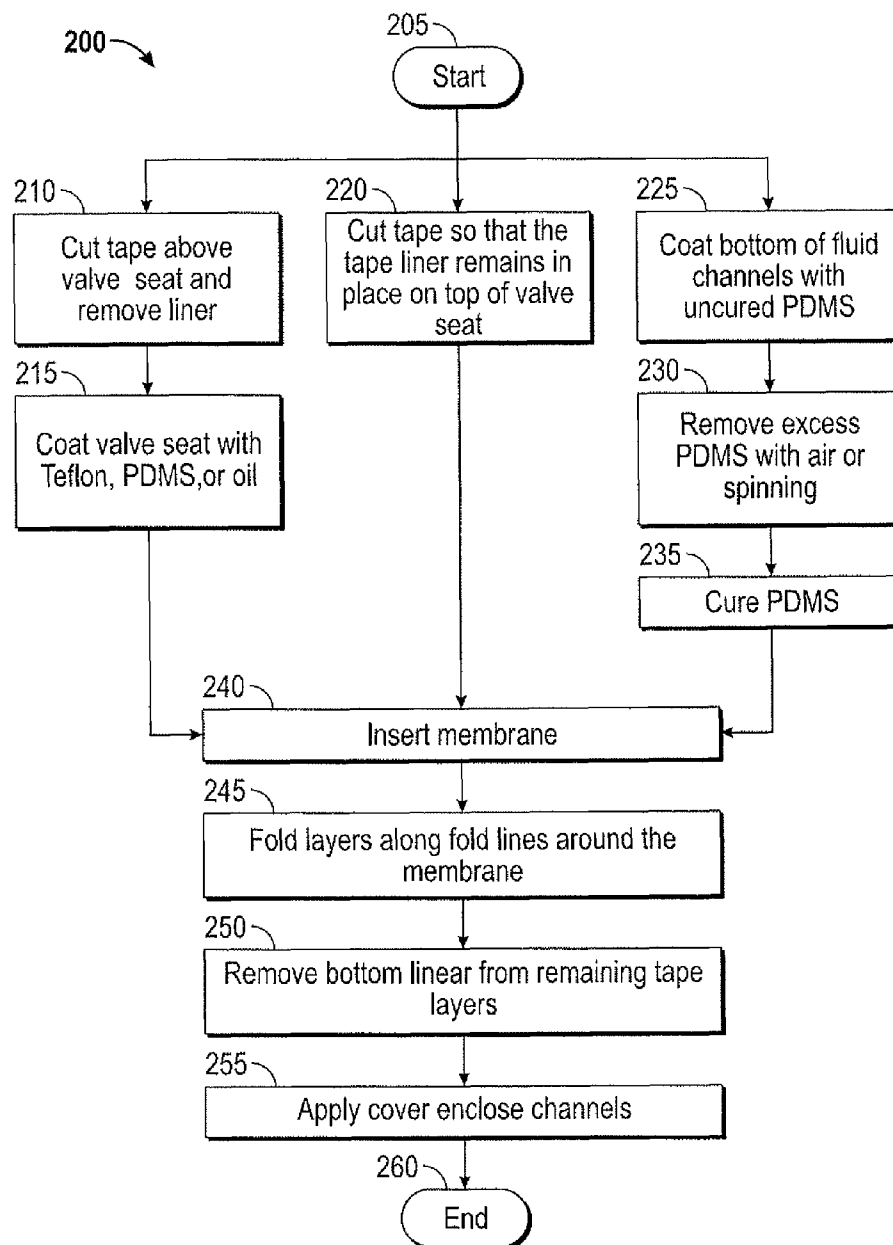 200
205
Start
210
Cut tape above
valve seat and
remove liner
220
Cut tape so that the
tape liner remains in
place on top of valve
seat
225
Coat bottom of fluid
channels with
uncured PDMS
215
Coat valve seat with
Teflon, PDMS,or oil
230
Remove excess
PDMS with air or
spinning
235
Cure PDMS
240
Insert membrane
245
Fold layers along fold lines around the
membrane
250
Remove bottom linear from remaining tape
layers
255
Apply cover enclose channels
260
End